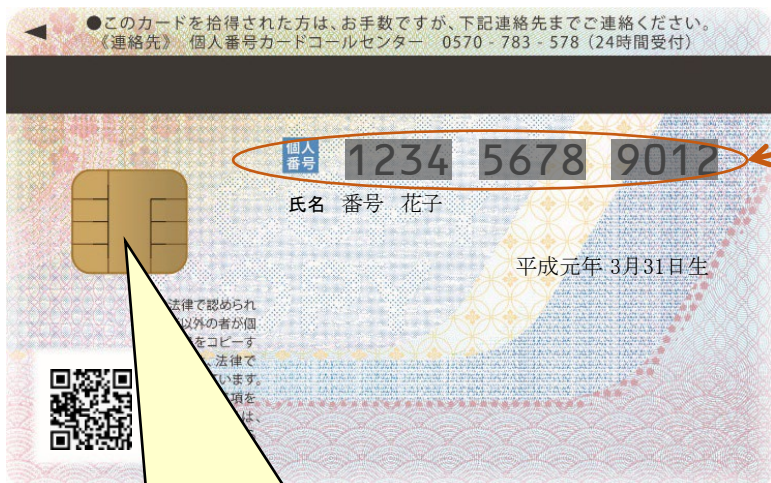 ●このカードを拾得された方は、お手数ですが、下記連絡先までご連絡ください。
《連絡先》 個人番号カードコールセンター 0570-783-578(24時間受付)
個人番号 1234 5678 9012
氏名 番号 花子
平成元年 3月31日生
法律で認められ
以外の者が個
をコピーす
法律で
います。
項を
は、